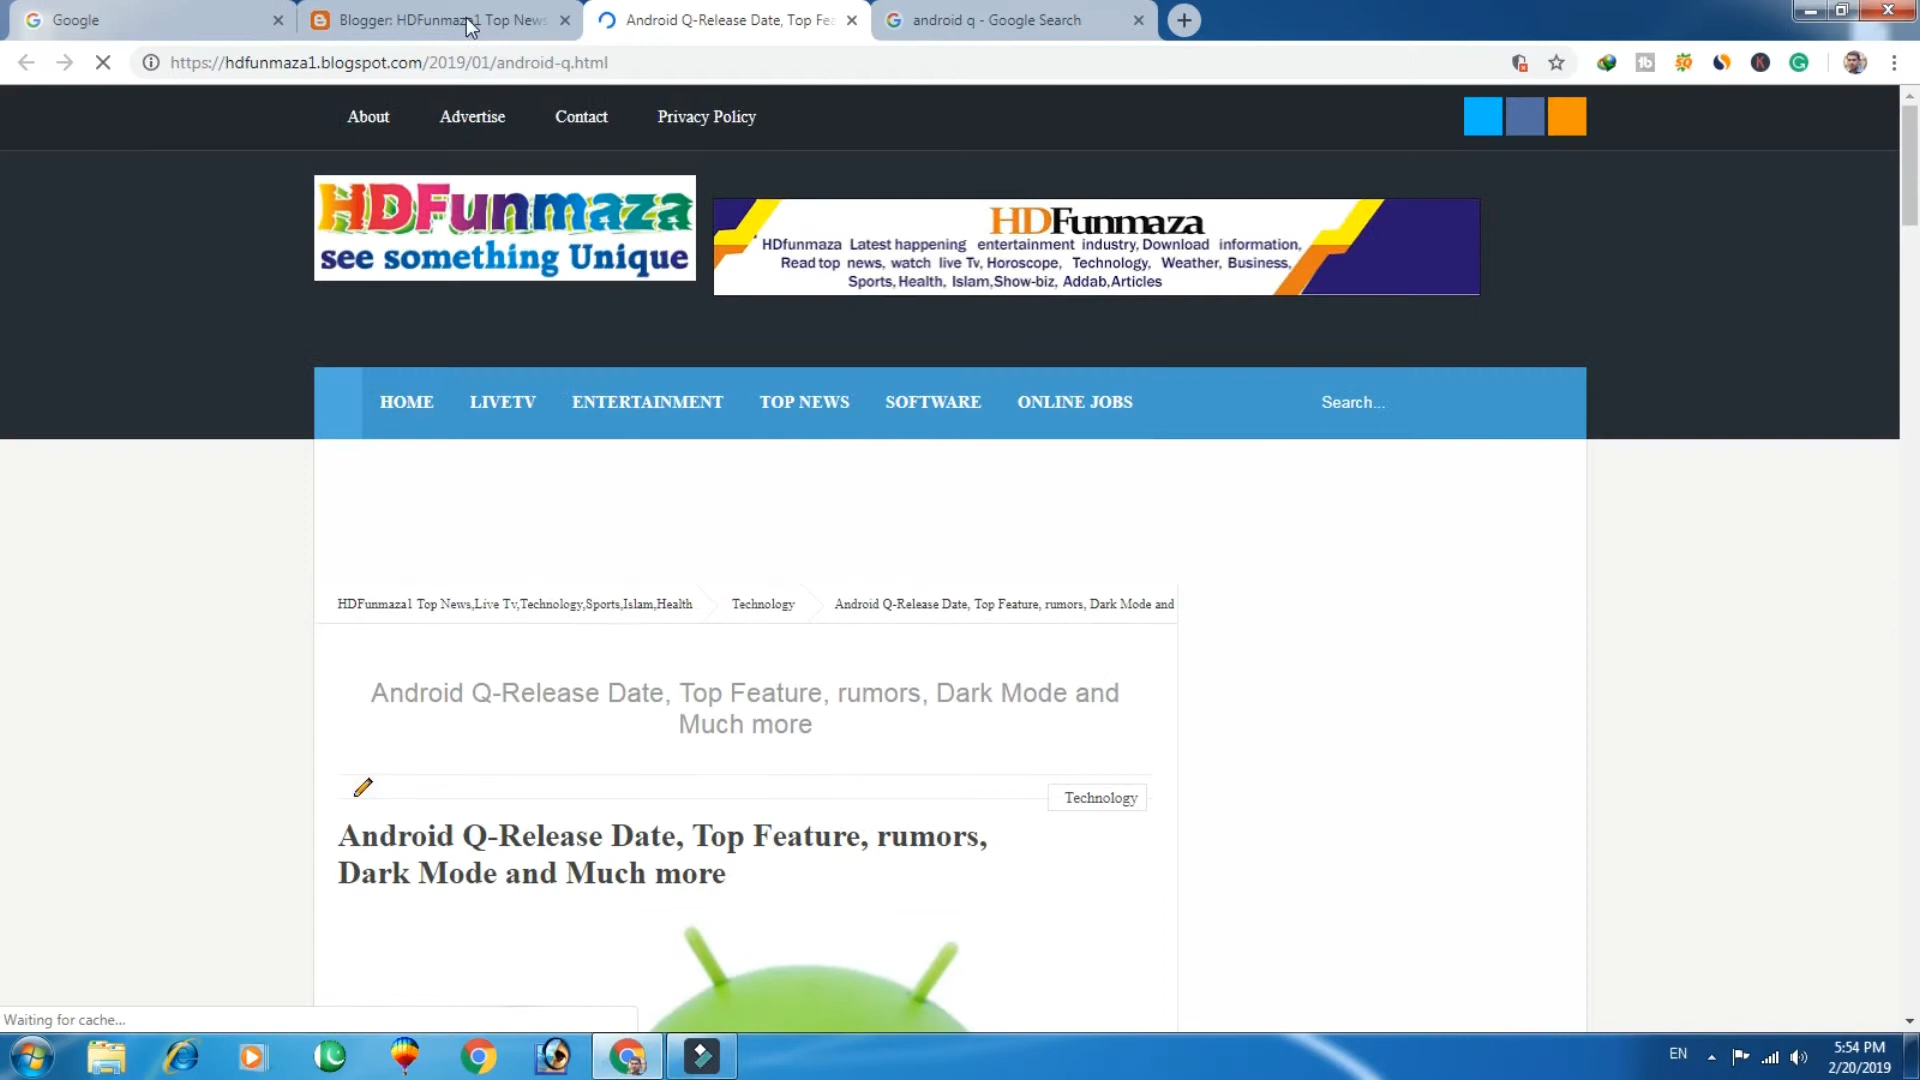 Google
Blogger: HDFunmaza1 Top News
Android Q-Release Date, Top Fea
android q - Google Search
https://hdfunmaza1.blogspot.com/2019/01/android-q.html
About
Advertise
Contact
Privacy Policy
HDFunmaza
see something Unique
HDFunmaza
HDfunmaza Latest happening entertainment industry, Download information,
Read top news, watch live Tv, Horoscope, Technology, Weather, Business,
Sports, Health, Islam,Show-biz, Addab,Articles
HOME
LIVETV
ENTERTAINMENT
TOP NEWS
SOFTWARE
ONLINE JOBS
Search...
HDFunmaza1 Top News,Live Tv,Technology,Sports,Islam,Health
Technology
Android Q-Release Date, Top Feature, rumors, Dark Mode and
Android Q-Release Date, Top Feature, rumors, Dark Mode and
Much more
Technology
Android Q-Release Date, Top Feature, rumors,
Dark Mode and Much more
Waiting for cache...
EN
5:54 PM
2/20/2019